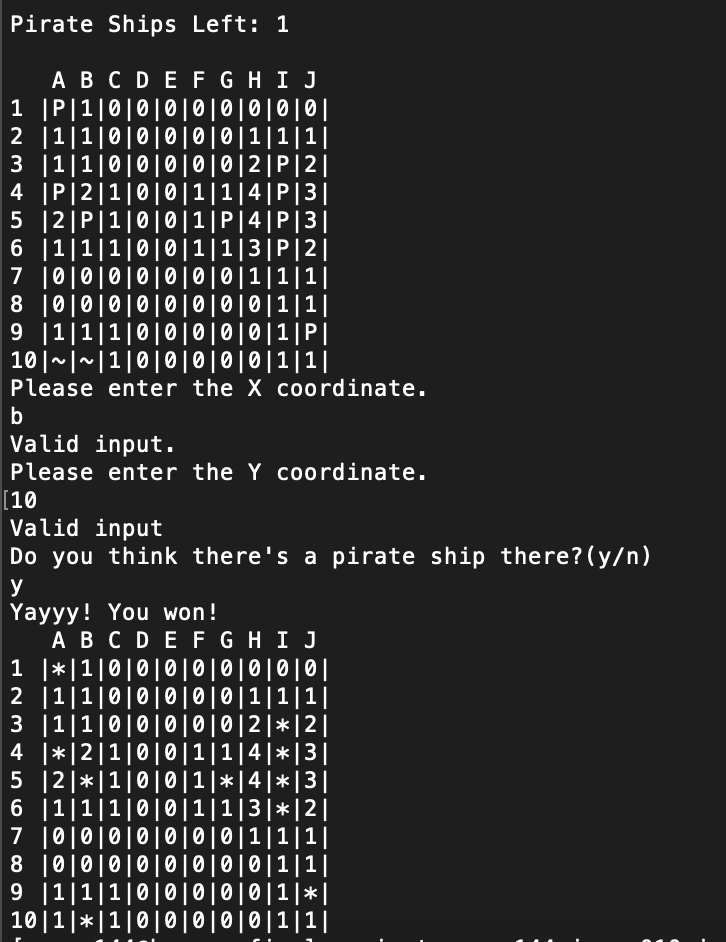 Pirate Ships Left: 1
A B C D E F G H I J
1 |P|1|0|0|0|0|0|0|0|0|
2 |1|1|0|0|0|0|0|1|1|1|
3 |1|1|0|0|0|0|0|2|P|2|
4 |P|2|1|0|0|1|1|4|P|3|
5 |2|P|1|0|0|1|P|4|P|3|
6 |1|1|1|0|0|1|1|3|P|2|
7 |0|0|0|0|0|0|0|1|1|1|
8 |0|0|0|0|0|0|0|0|1|1|
9 |1|1|1|0|0|0|0|0|1|P|
10|~|~|1|0|0|0|0|0|1|1|
Please enter the X coordinate.
b
Valid input.
Please enter the Y coordinate.
[10
Valid input
Do you think there's a pirate ship there?(y/n)
y
Yayyy! You won!
A B C D E F G H I J
1 |*|1|0|0|0|0|0|0|0|0|
2 |1|1|0|0|0|0|0|1|1|1|
3 |1|1|0|0|0|0|0|2|*|2|
4 |*|2|1|0|0|1|1|4|*|3|
5 |2|*|1|0|0|1|*|4|*|3|
6 |1|1|1|0|0|1|1|3|*|2|
7 |0|0|0|0|0|0|0|1|1|1|
8 |0|0|0|0|0|0|0|0|1|1|
9 |1|1|1|0|0|0|0|0|1|*|
10|1|*|1|0|0|0|0|0|1|1|